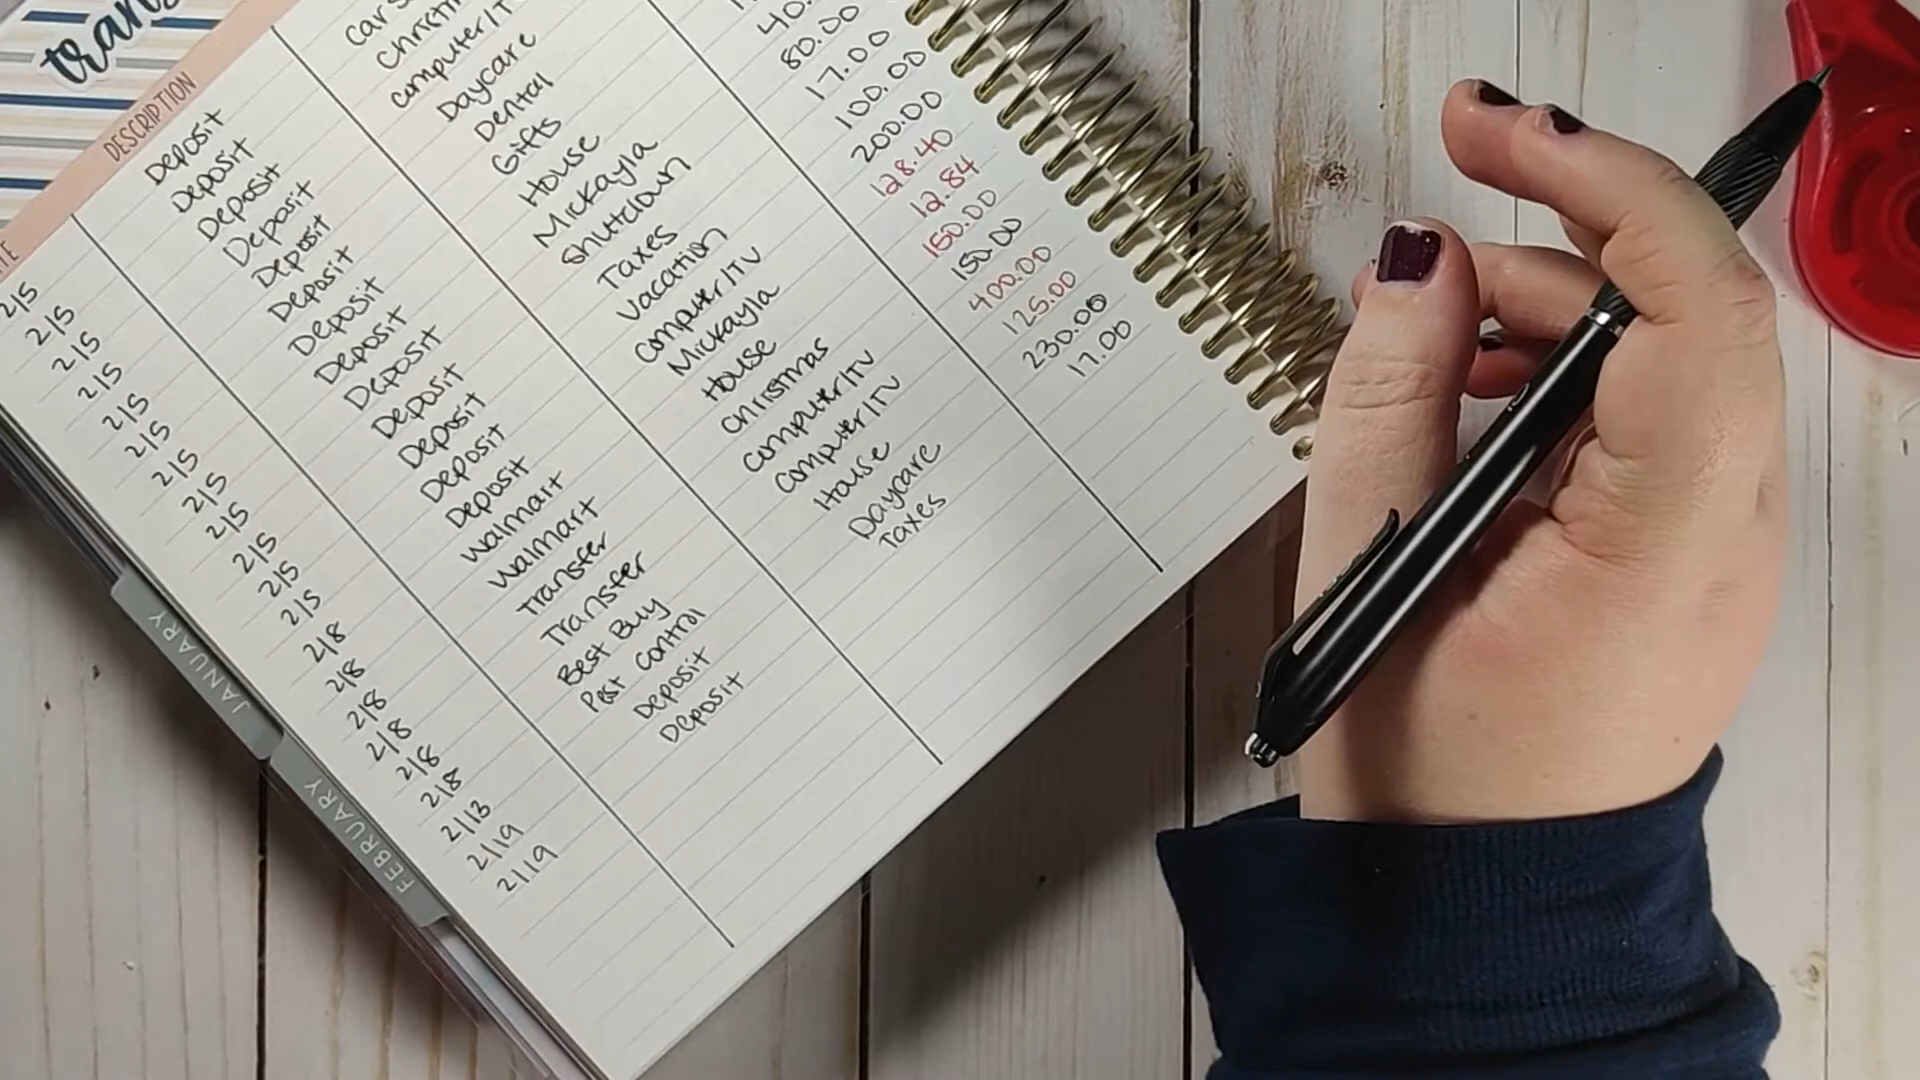 trans
DESCRIPTION
2/5
2/5 Deposit
2/5 Deposit Car S
2/5 Deposit
2/5 Deposit Computer/T
2/5 Deposit Daycare
2/5 Deposit Dental
2/5 Deposit Gifts
2/5 Deposit House
2/5 Deposit Mickayla 40.
2/5 Deposit Shutdown 80.00
2/5 Deposit Taxes 17.00
2/8 Deposit Vacation 100.00
2/8 Deposit Computer/TV 200.00
2/8 Walmart Mickayla 128.40
2/8 Walmart House 12.84
2/8 Transfer Christmas 150.00
2/8 Transfer Computer/TV 150.00
2/8 Best Buy Computer/TV 400.00
2/13 Pest Control House 125.00
2/19 Deposit Daycare 230.00
2/19 Deposit Taxes 17.00
JANUARY
FEBRUARY